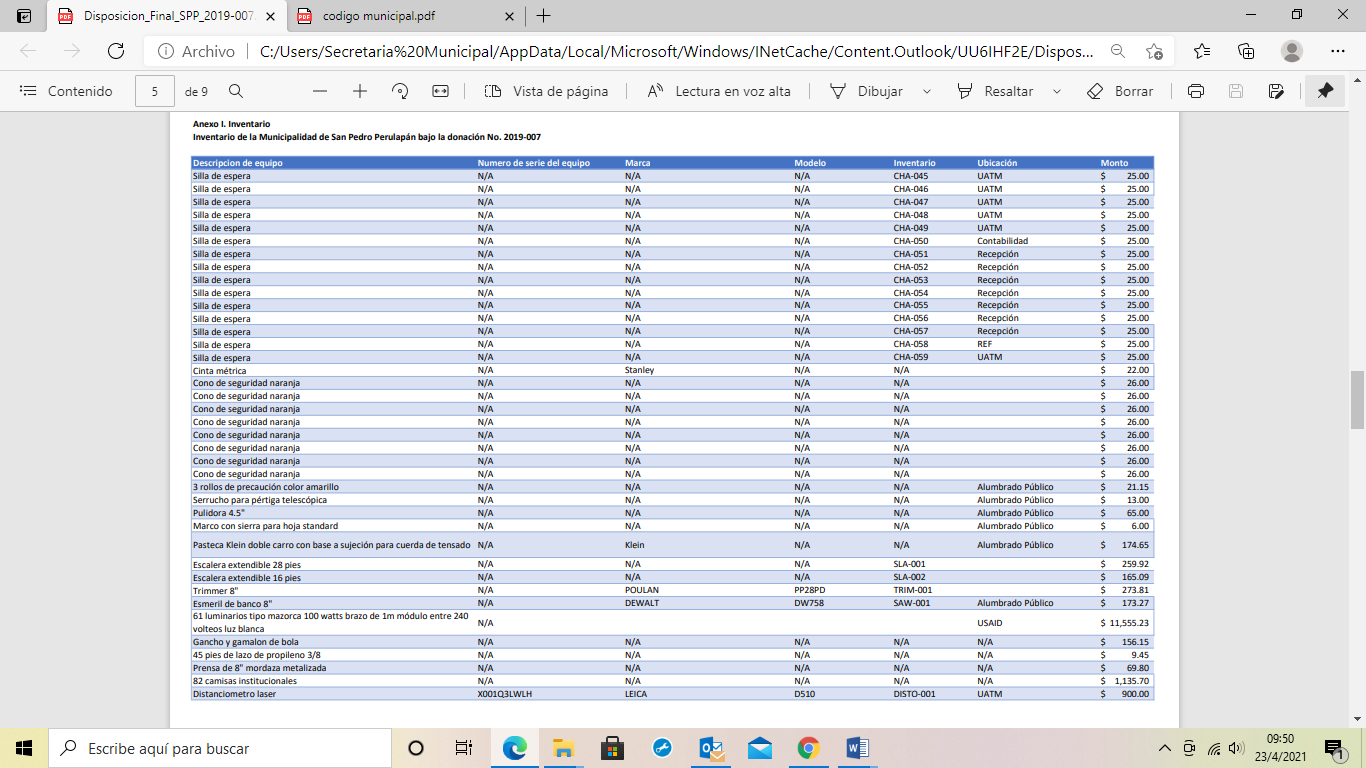 Disposicion_Final_SPP_2019-007
codigo municipal.pdf
Archivo
C:/Users/Secretaria%20Municipal/AppData/Local/Microsoft/Windows/INetCache/Content.Outlook/UU6IHF2E/Dispos...
Contenido 5 de 9 Vista de página Lectura en voz alta Dibujar Resaltar Borrar
Anexo I. Inventario
Inventario de la Municipalidad de San Pedro Perulapán bajo la donación No. 2019-007
Descripcion de equipo Numero de serie del equipo Marca Modelo Inventario Ubicación Monto
Silla de espera N/A N/A N/A CHA-045 UATM $ 25.00
Silla de espera N/A N/A N/A CHA-046 UATM $ 25.00
Silla de espera N/A N/A N/A CHA-047 UATM $ 25.00
Silla de espera N/A N/A N/A CHA-048 UATM $ 25.00
Silla de espera N/A N/A N/A CHA-049 UATM $ 25.00
Silla de espera N/A N/A N/A CHA-050 Contabilidad $ 25.00
Silla de espera N/A N/A N/A CHA-051 Recepción $ 25.00
Silla de espera N/A N/A N/A CHA-052 Recepción $ 25.00
Silla de espera N/A N/A N/A CHA-053 Recepción $ 25.00
Silla de espera N/A N/A N/A CHA-054 Recepción $ 25.00
Silla de espera N/A N/A N/A CHA-055 Recepción $ 25.00
Silla de espera N/A N/A N/A CHA-056 Recepción $ 25.00
Silla de espera N/A N/A N/A CHA-057 Recepción $ 25.00
Silla de espera N/A N/A N/A CHA-058 REF $ 25.00
Silla de espera N/A N/A N/A CHA-059 UATM $ 25.00
Cinta métrica N/A Stanley N/A N/A $ 22.00
Cono de seguridad naranja N/A N/A N/A N/A $ 26.00
Cono de seguridad naranja N/A N/A N/A N/A $ 26.00
Cono de seguridad naranja N/A N/A N/A N/A $ 26.00
Cono de seguridad naranja N/A N/A N/A N/A $ 26.00
Cono de seguridad naranja N/A N/A N/A N/A $ 26.00
Cono de seguridad naranja N/A N/A N/A N/A $ 26.00
Cono de seguridad naranja N/A N/A N/A N/A $ 26.00
Cono de seguridad naranja N/A N/A N/A N/A $ 26.00
3 rollos de precaución color amarillo N/A N/A N/A N/A Alumbrado Público $ 21.15
Serrucho para pértiga telescópica N/A N/A N/A N/A Alumbrado Público $ 13.00
Pulidora 4.5" N/A N/A N/A N/A Alumbrado Público $ 65.00
Marco con sierra para hoja standard N/A N/A N/A N/A Alumbrado Público $ 6.00
Pasteca Klein doble carro con base a sujeción para cuerda de tensado N/A Klein N/A N/A Alumbrado Público $ 174.65
Escalera extendible 28 pies N/A N/A N/A SLA-001 $ 259.92
Escalera extendible 16 pies N/A N/A N/A SLA-002 $ 165.09
Trimmer 8" N/A POULAN PP28PD TRIM-001 $ 273.81
Esmeril de banco 8" N/A DEWALT DW758 SAW-001 Alumbrado Público $ 173.27
61 luminarios tipo mazorca 100 watts brazo de 1m módulo entre 240
volteos luz blanca N/A USAID $ 11,555.23
Gancho y gamalon de bola N/A N/A N/A N/A N/A $ 156.15
45 pies de lazo de propileno 3/8 N/A N/A N/A N/A N/A $ 9.45
Prensa de 8" mordaza metalizada N/A N/A N/A N/A N/A $ 69.80
82 camisas institucionales N/A N/A N/A N/A N/A $ 1,135.70
Distanciometro laser X001Q3LWLH LEICA D510 DISTO-001 UATM $ 900.00
Escribe aquí para buscar
09:50
23/4/2021
1